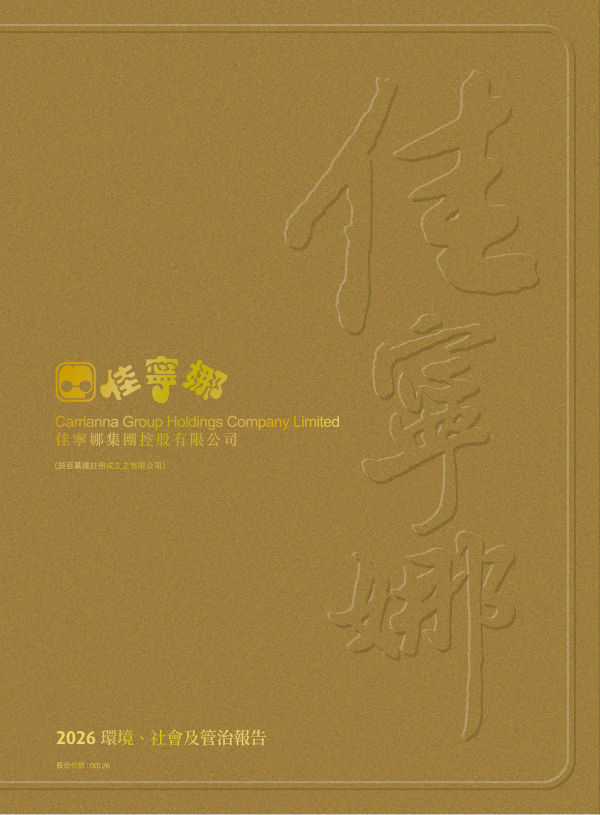 佳寧娜
佳寧娜
Carrianna Group Holdings Company Limited
佳寧娜集團控股有限公司
(於百慕達註冊成立之有限公司)
2026 環境、社會及管治報告
股份代號 : 00126